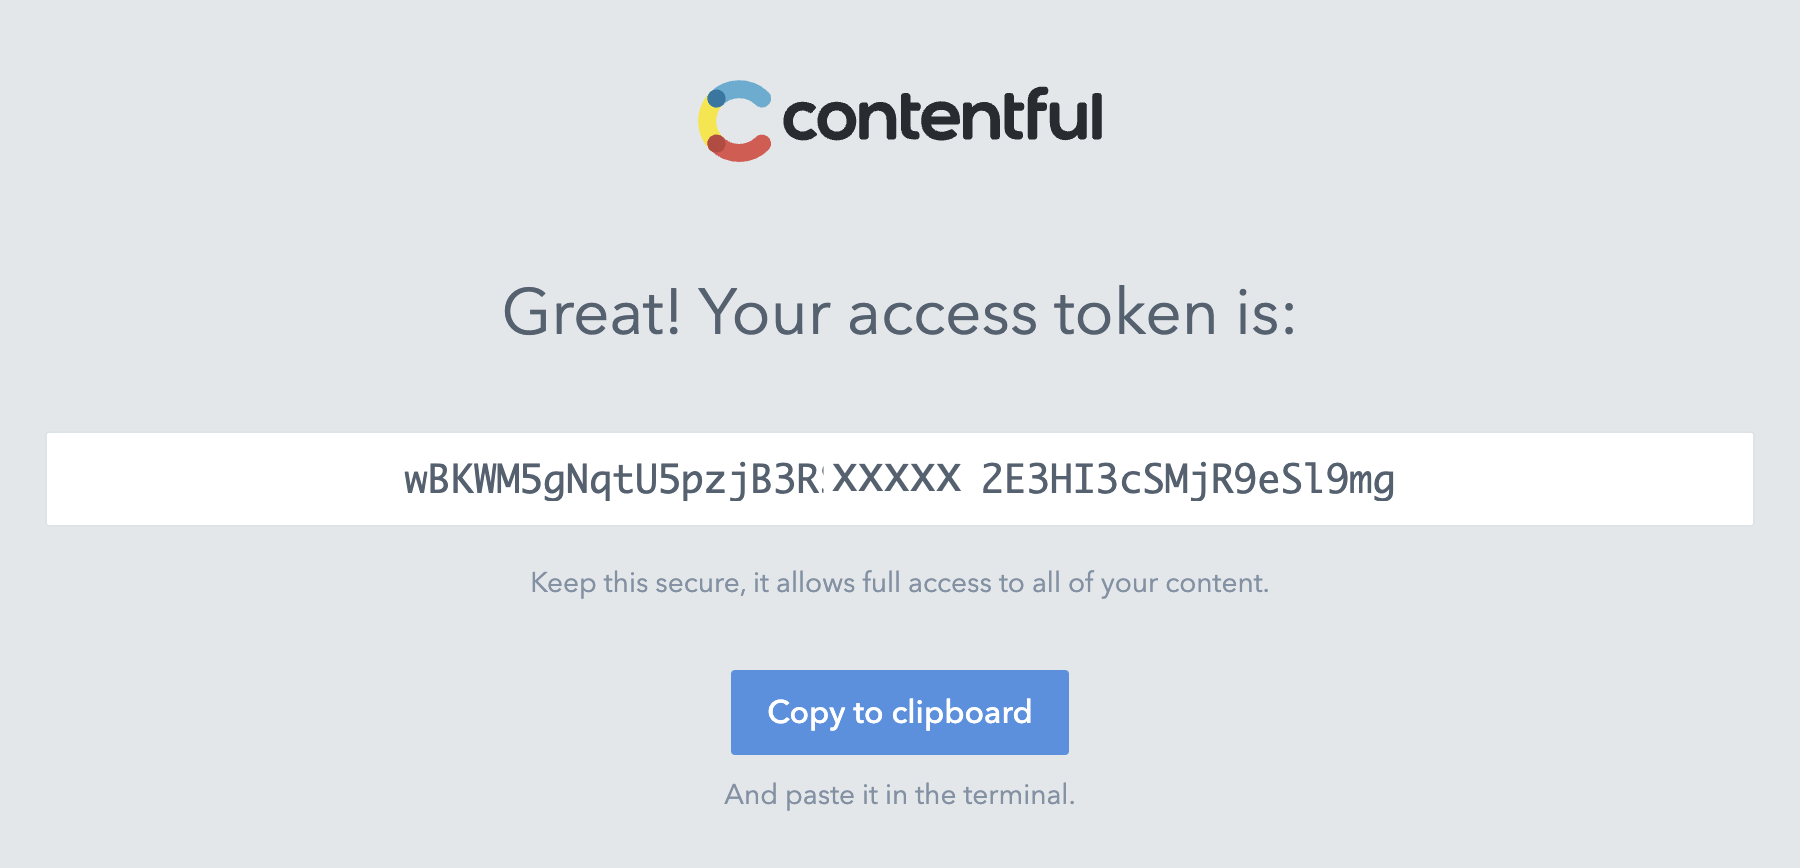 contentful
Great! Your access token is:
wBKWM5gNqtU5pzjB3R XXXXX 2E3HI3cSMjR9eSl9mg
Keep this secure, it allows full access to all of your content.
Copy to clipboard
And paste it in the terminal.